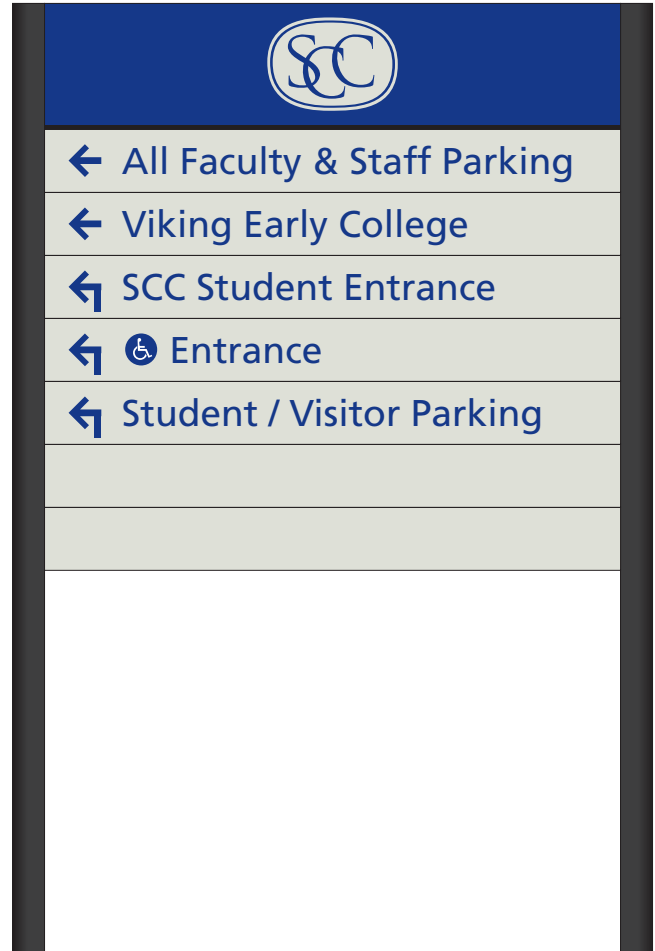 SCC
← All Faculty & Staff Parking
← Viking Early College
↰ SCC Student Entrance
↰ ♿ Entrance
↰ Student / Visitor Parking